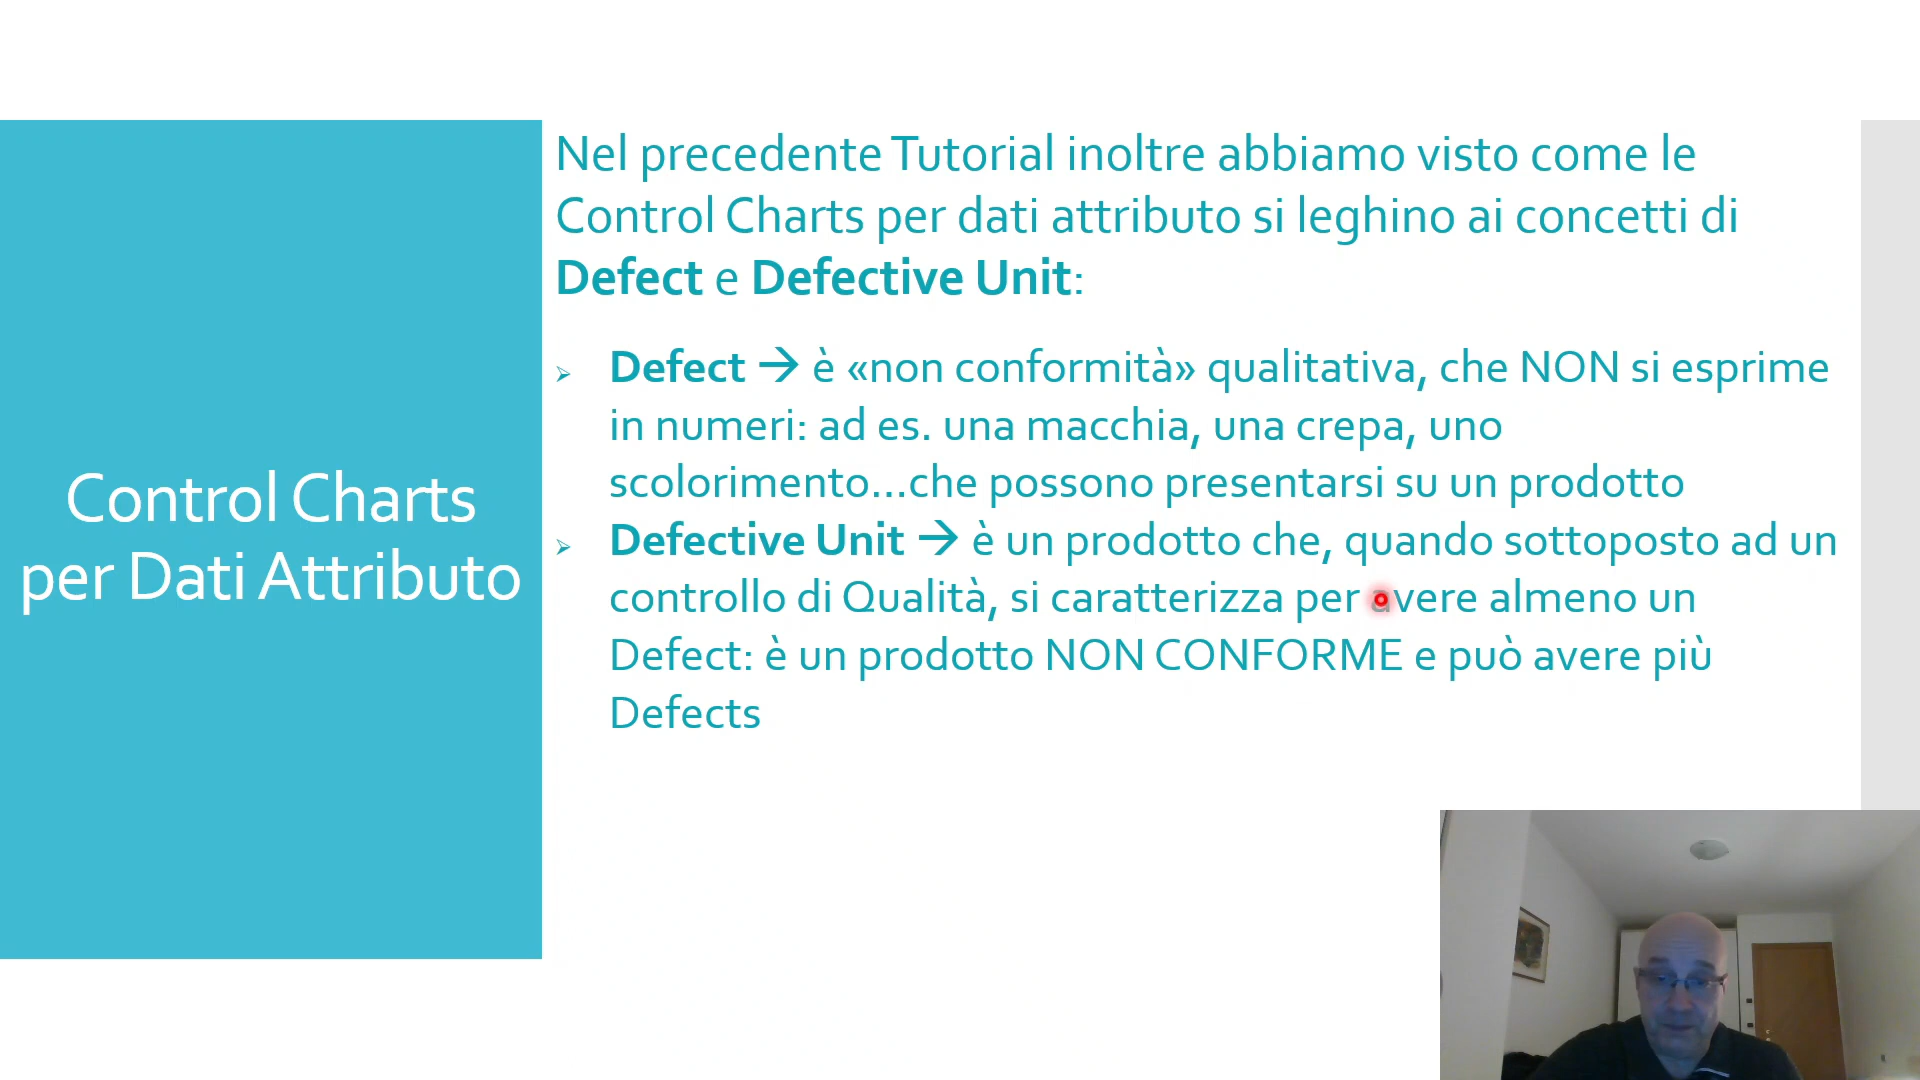 Control Charts
per Dati Attributo
Nel precedente Tutorial inoltre abbiamo visto come le
Control Charts per dati attributo si leghino ai concetti di
Defect e Defective Unit:
➢ Defect → è «non conformità» qualitativa, che NON si esprime
in numeri: ad es. una macchia, una crepa, uno
scolorimento…che possono presentarsi su un prodotto
➢ Defective Unit → è un prodotto che, quando sottoposto ad un
controllo di Qualità, si caratterizza per avere almeno un
Defect: è un prodotto NON CONFORME e può avere più
Defects